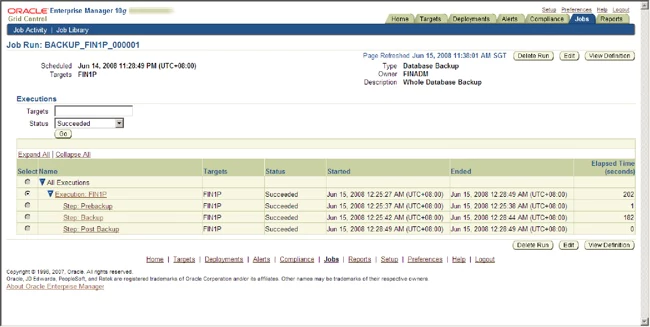 ORACLE Enterprise Manager 10g
Grid Control
Setup Preferences Help Logout
Home Targets Deployments Alerts Compliance Jobs Reports
Job Activity | Job Library
Job Run: BACKUP_FIN1P_000001
Page Refreshed Jun 15, 2008 11:38:01 AM SGT Delete Run Edit View Definition
Scheduled Jun 14, 2008 11:20:49 PM (UTC+08:00)
Targets FIN1P
Type Database Backup
Owner FINADM
Description Whole Database Backup
Executions
Targets
Status Succeeded
Go
Expand All | Collapse All
Select Name Targets Status Started Ended Elapsed Time (seconds)
All Executions
Execution: FIN1P FIN1P Succeeded Jun 15, 2008 12:25:27 AM (UTC+08:00) Jun 15, 2008 12:28:49 AM (UTC+08:00) 202
Step: Prebackup FIN1P Succeeded Jun 15, 2008 12:25:37 AM (UTC+08:00) Jun 15, 2008 12:25:38 AM (UTC+08:00) 1
Step: Backup FIN1P Succeeded Jun 15, 2008 12:25:42 AM (UTC+08:00) Jun 15, 2008 12:28:44 AM (UTC+08:00) 182
Step: Post Backup FIN1P Succeeded Jun 15, 2008 12:28:49 AM (UTC+08:00) Jun 15, 2008 12:28:49 AM (UTC+08:00) 0
Delete Run Edit View Definition
Home | Targets | Deployments | Alerts | Compliance | Jobs | Reports | Setup | Preferences | Help | Logout
Copyright © 1996, 2007, Oracle. All rights reserved.
Oracle, JD Edwards, PeopleSoft, and Retek are registered trademarks of Oracle Corporation and/or its affiliates. Other names may be trademarks of their respective owners.
About Oracle Enterprise Manager